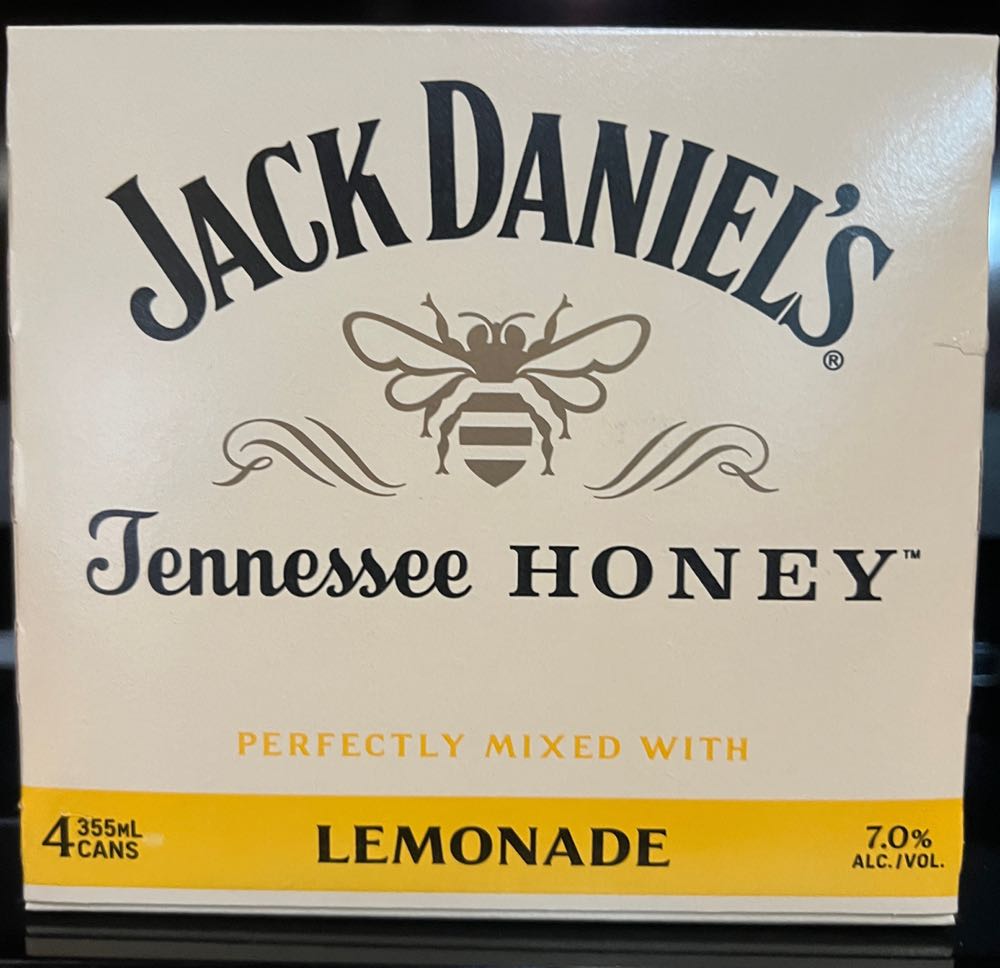 JACK DANIEL'S®
Tennessee HONEY™
PERFECTLY MIXED WITH
4 355ML CANS
LEMONADE
7.0%
ALC./VOL.